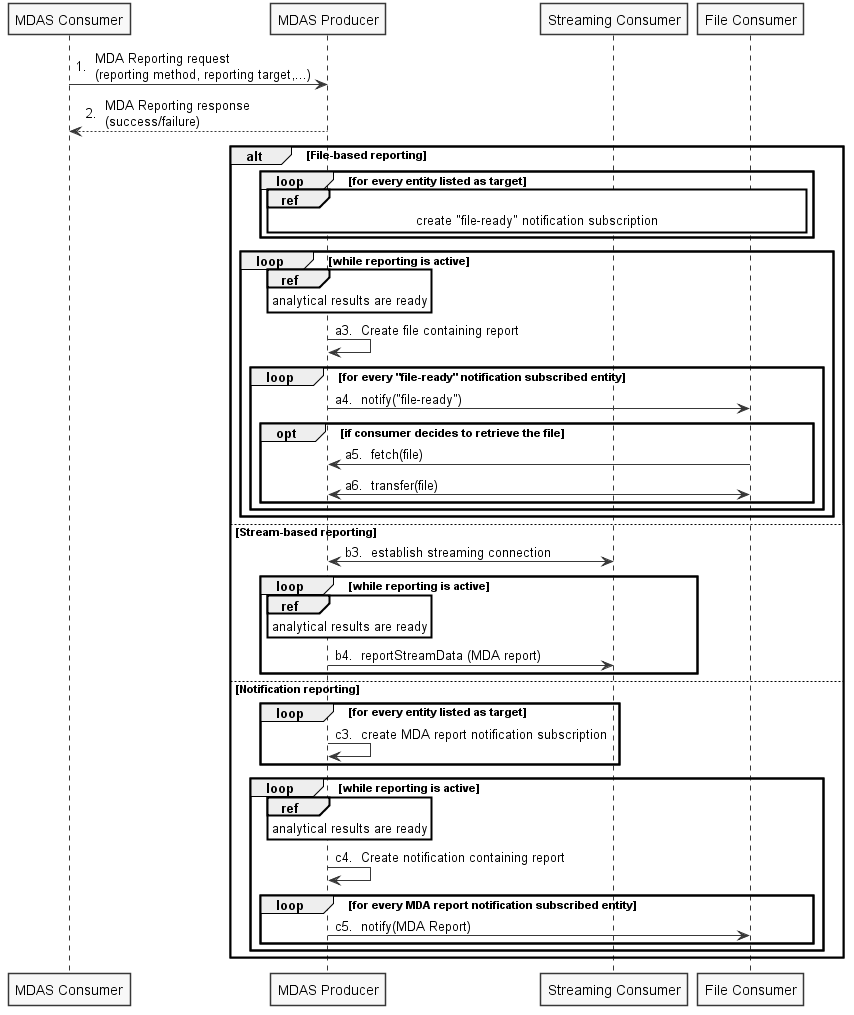 MDAS Consumer
MDAS Producer
Streaming Consumer
File Consumer
1. MDA Reporting request
(reporting method, reporting target,...)
2. MDA Reporting response
(success/failure)
alt [File-based reporting]
loop [for every entity listed as target]
ref
create "file-ready" notification subscription
loop [while reporting is active]
ref
analytical results are ready
a3. Create file containing report
loop [for every "file-ready" notification subscribed entity]
a4. notify("file-ready")
opt [if consumer decides to retrieve the file]
a5. fetch(file)
a6. transfer(file)
[Stream-based reporting]
b3. establish streaming connection
loop [while reporting is active]
ref
analytical results are ready
b4. reportStreamData (MDA report)
[Notification reporting]
loop [for every entity listed as target]
c3. create MDA report notification subscription
loop [while reporting is active]
ref
analytical results are ready
c4. Create notification containing report
loop [for every MDA report notification subscribed entity]
c5. notify(MDA Report)
MDAS Consumer
MDAS Producer
Streaming Consumer
File Consumer